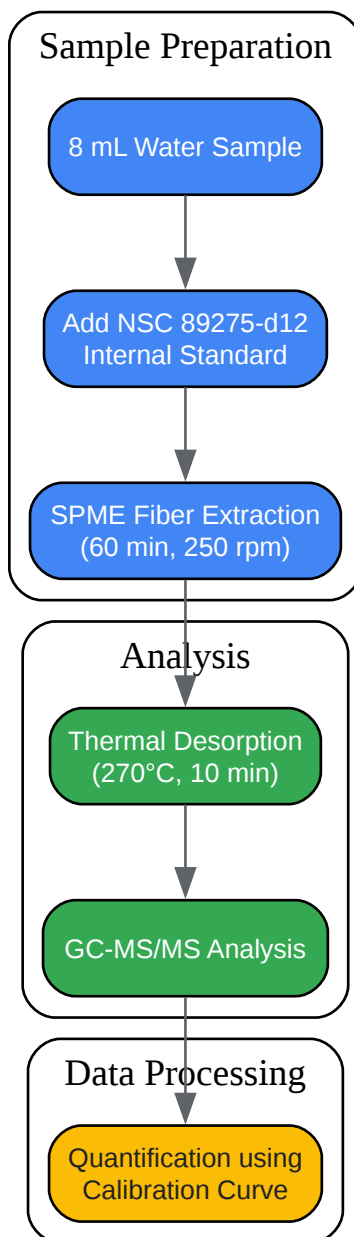 Sample Preparation
8 mL Water Sample
Add NSC 89275-d12
Internal Standard
SPME Fiber Extraction
(60 min, 250 rpm)
Analysis
Thermal Desorption
(270°C, 10 min)
GC-MS/MS Analysis
Data Processing
Quantification using
Calibration Curve